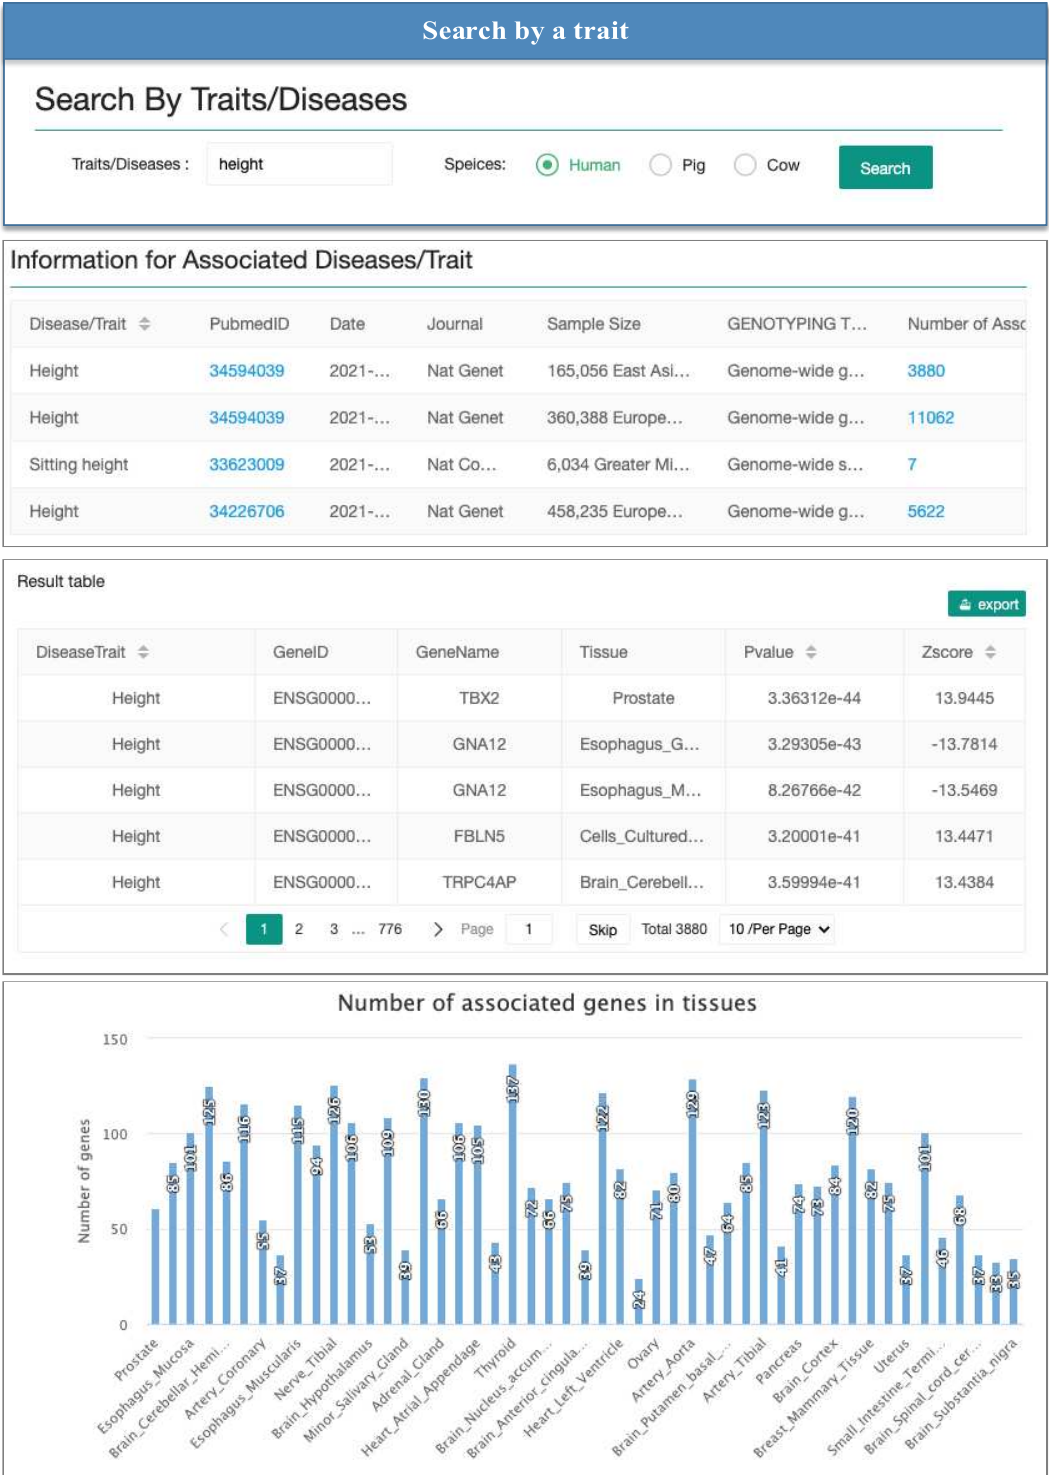 Search by a trait
Search By Traits/Diseases
Traits/Diseases : height Speices: Human Pig Cow Search
Information for Associated Diseases/Trait
Disease/Trait PubmedID Date Journal Sample Size GENOTYPING T... Number of Assc
Height 34594039 2021-... Nat Genet 165,056 East Asi... Genome-wide g... 3880
Height 34594039 2021-... Nat Genet 360,388 Europe... Genome-wide g... 11062
Sitting height 33623009 2021-... Nat Co... 6,034 Greater Mi... Genome-wide s... 7
Height 34226706 2021-... Nat Genet 458,235 Europe... Genome-wide g... 5622
Result table
export
DiseaseTrait GeneID GeneName Tissue Pvalue Zscore
Height ENSG0000... TBX2 Prostate 3.36312e-44 13.9445
Height ENSG0000... GNA12 Esophagus_G... 3.29305e-43 -13.7814
Height ENSG0000... GNA12 Esophagus_M... 8.26766e-42 -13.5469
Height ENSG0000... FBLN5 Cells_Cultured... 3.20001e-41 13.4471
Height ENSG0000... TRPC4AP Brain_Cerebell... 3.59994e-41 13.4384
< 1 2 3 ... 776 > Page 1 Skip Total 3880 10 /Per Page
Number of associated genes in tissues
Number of genes
150
100
50
0
85 101 125 86 116 55 37 115 94 126 106 53 109 39 130 66 106 105 43 137 72 66 75 39 122 82 24 71 80 129 47 64 85 123 41 74 73 84 120 82 75 37 101 46 68 37 33 35
Prostate
Esophagus_Mucosa
Brain_Cerebellar_Hemi...
Artery_Coronary
Esophagus_Muscularis
Nerve_Tibial
Brain_Hypothalamus
Minor_Salivary_Gland
Adrenal_Gland
Heart_Atrial_Appendage
Thyroid
Brain_Nucleus_accum...
Brain_Anterior_cingula...
Heart_Left_Ventricle
Ovary
Artery_Aorta
Brain_Putamen_basal_...
Artery_Tibial
Pancreas
Brain_Cortex
Breast_Mammary_Tissue
Uterus
Small_Intestine_Termi...
Brain_Spinal_cord_cer...
Brain_Substantia_nigra